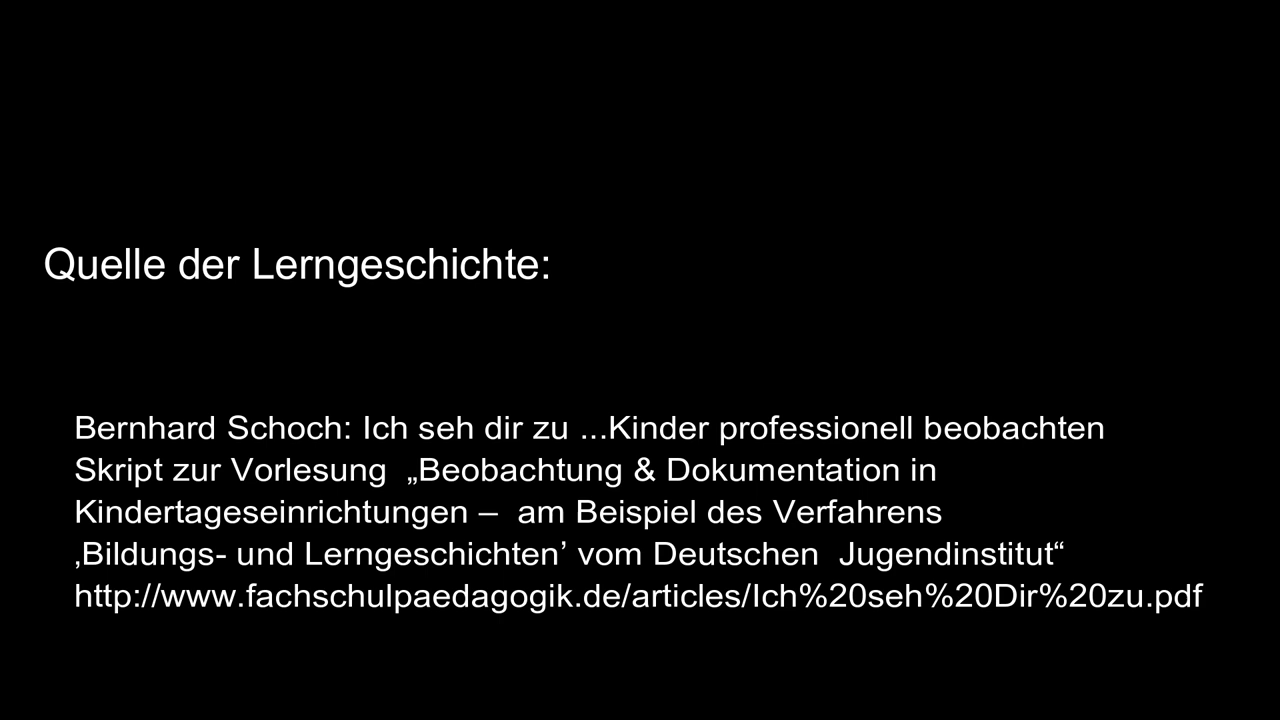 Quelle der Lerngeschichte:
Bernhard Schoch: Ich seh dir zu ...Kinder professionell beobachten
Skript zur Vorlesung „Beobachtung & Dokumentation in
Kindertageseinrichtungen – am Beispiel des Verfahrens
‚Bildungs- und Lerngeschichten’ vom Deutschen Jugendinstitut“
http://www.fachschulpaedagogik.de/articles/Ich%20seh%20Dir%20zu.pdf